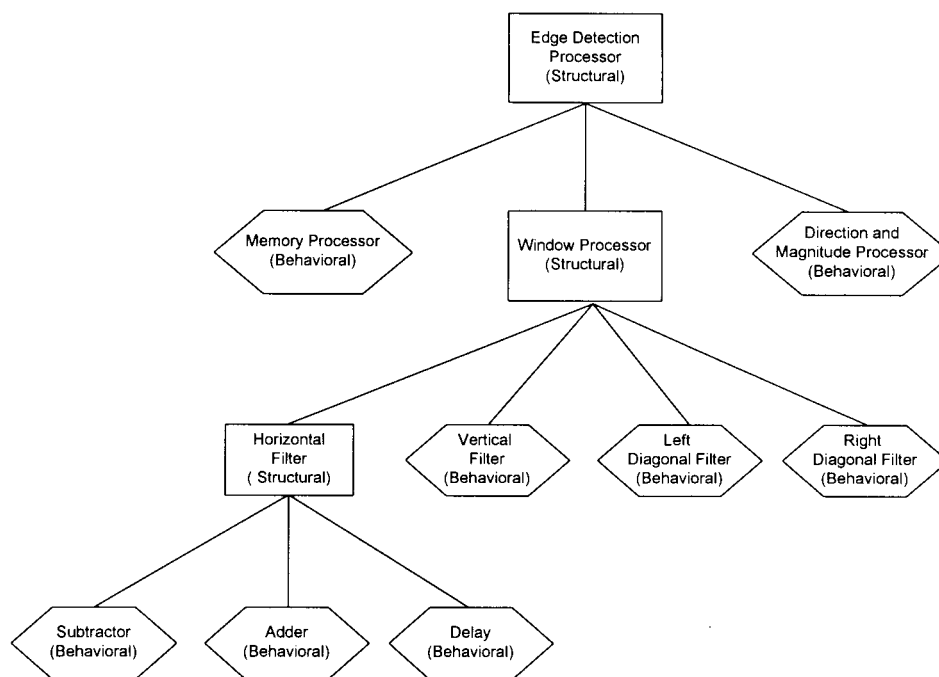 Edge Detection
Processor
(Structural)
Memory Processor
(Behavioral)
Window Processor
(Structural)
Direction and
Magnitude Processor
(Behavioral)
Horizontal
Filter
( Structural)
Vertical
Filter
(Behavioral)
Left
Diagonal Filter
(Behavioral)
Right
Diagonal Filter
(Behavioral)
Subtractor
(Behavioral)
Adder
(Behavioral)
Delay
(Behavioral)